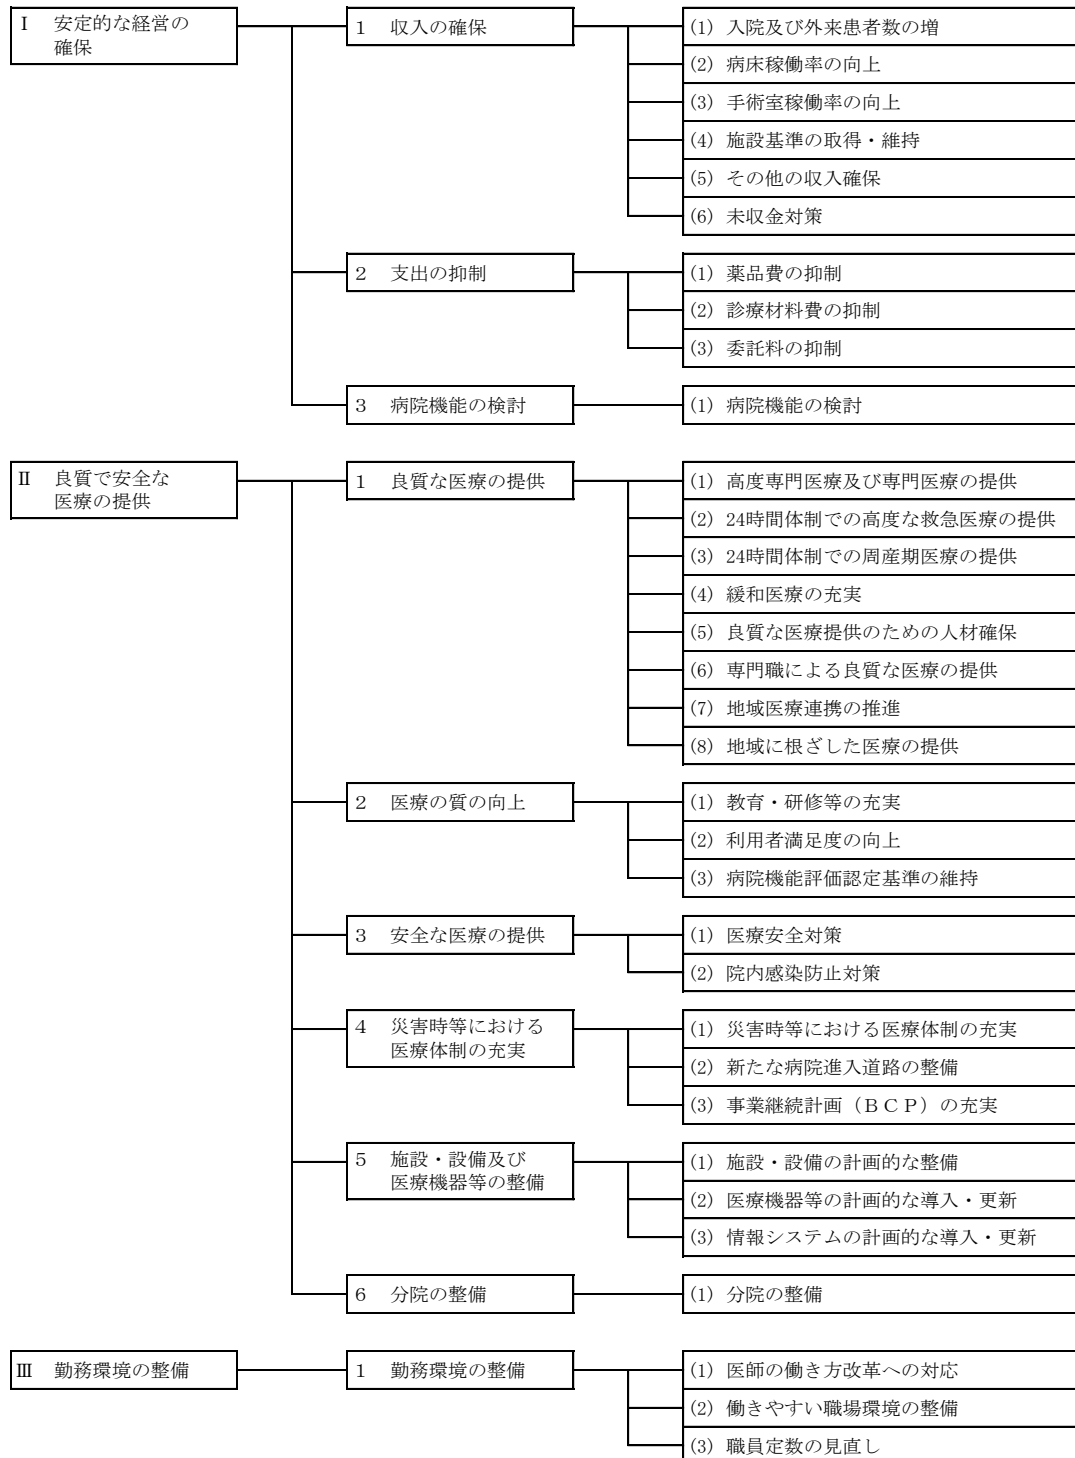 Ⅰ　安定的な経営の
確保
1　収入の確保
(1) 入院及び外来患者数の増
(2) 病床稼働率の向上
(3) 手術室稼働率の向上
(4) 施設基準の取得・維持
(5) その他の収入確保
(6) 未収金対策
2　支出の抑制
(1) 薬品費の抑制
(2) 診療材料費の抑制
(3) 委託料の抑制
3　病院機能の検討
(1) 病院機能の検討
Ⅱ　良質で安全な
医療の提供
1　良質な医療の提供
(1) 高度専門医療及び専門医療の提供
(2) 24時間体制での高度な救急医療の提供
(3) 24時間体制での周産期医療の提供
(4) 緩和医療の充実
(5) 良質な医療提供のための人材確保
(6) 専門職による良質な医療の提供
(7) 地域医療連携の推進
(8) 地域に根ざした医療の提供
2　医療の質の向上
(1) 教育・研修等の充実
(2) 利用者満足度の向上
(3) 病院機能評価認定基準の維持
3　安全な医療の提供
(1) 医療安全対策
(2) 院内感染防止対策
4　災害時等における
医療体制の充実
(1) 災害時等における医療体制の充実
(2) 新たな病院進入道路の整備
(3) 事業継続計画（ＢＣＰ）の充実
5　施設・設備及び
医療機器等の整備
(1) 施設・設備の計画的な整備
(2) 医療機器等の計画的な導入・更新
(3) 情報システムの計画的な導入・更新
6　分院の整備
(1) 分院の整備
Ⅲ　勤務環境の整備
1　勤務環境の整備
(1) 医師の働き方改革への対応
(2) 働きやすい職場環境の整備
(3) 職員定数の見直し